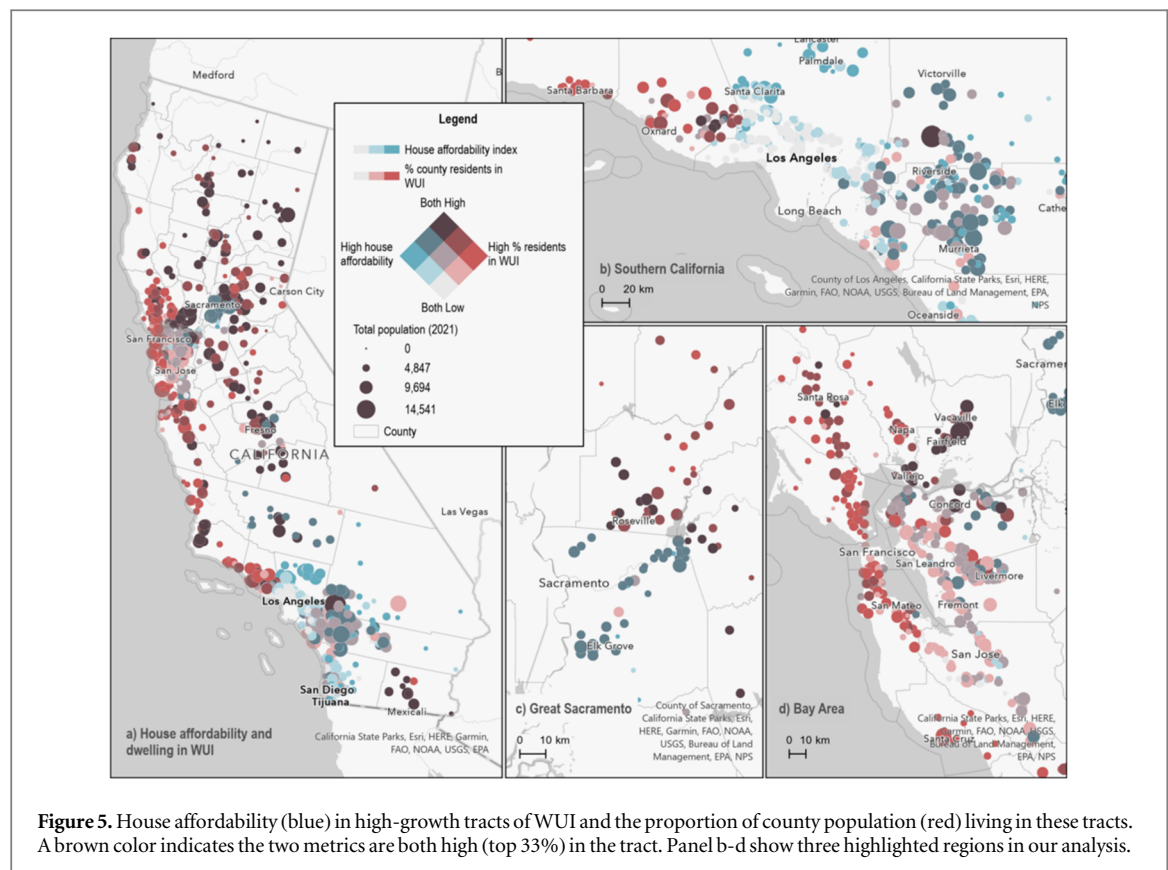 Medford
B
Carson City
Sacramento
San Francisco
San Jose
Fresno
CALIFORNIA
Las Vegas
Los Angeles
San Diego
Tijuana
Mexicali
a) House affordability and
dwelling in WUI
California State Parks, Esri, HERE, Garmin,
FAO, NOAA, USGS, EPA
Legend
House affordability index
% county residents in
WUI
Both High
High house
affordability
High % residents
in WUI
Both Low
Total population (2021)
0
4,847
9,694
14,541
County
Lancaster
Palmdale
Victorville
Santa Barbara
Santa Clarita
Oxnard
Los Angeles
Riverside
Long Beach
Cathe
Murrieta
b) Southern California
0 20 km
County of Los Angeles, California State Parks, Esri, HERE,
Garmin, FAO, NOAA, USGS, Bureau of Land Management, EPA,
NPS
Oceanside
Roseville
Sacramento
Elk Grove
c) Great Sacramento
0 10 km
County of Sacramento,
California State Parks, Esri,
HERE, Garmin, FAO, NOAA,
USGS, Bureau of Land
Management, EPA, NPS
Sacramen
Santa Rosa
Elk
Vacaville
Napa
Fairfield
Vallejo
Concord
San Francisco
San Leandro
Livermore
San Mateo
Fremont
San Jose
Santa Cruz
d) Bay Area
0 10 km
California State Parks, Esri, HERE,
Garmin, FAO, NOAA, USGS,
Bureau of Land Management,
EPA, NPS
Figure 5. House affordability (blue) in high-growth tracts of WUI and the proportion of county population (red) living in these tracts.
A brown color indicates the two metrics are both high (top 33%) in the tract. Panel b-d show three highlighted regions in our analysis.